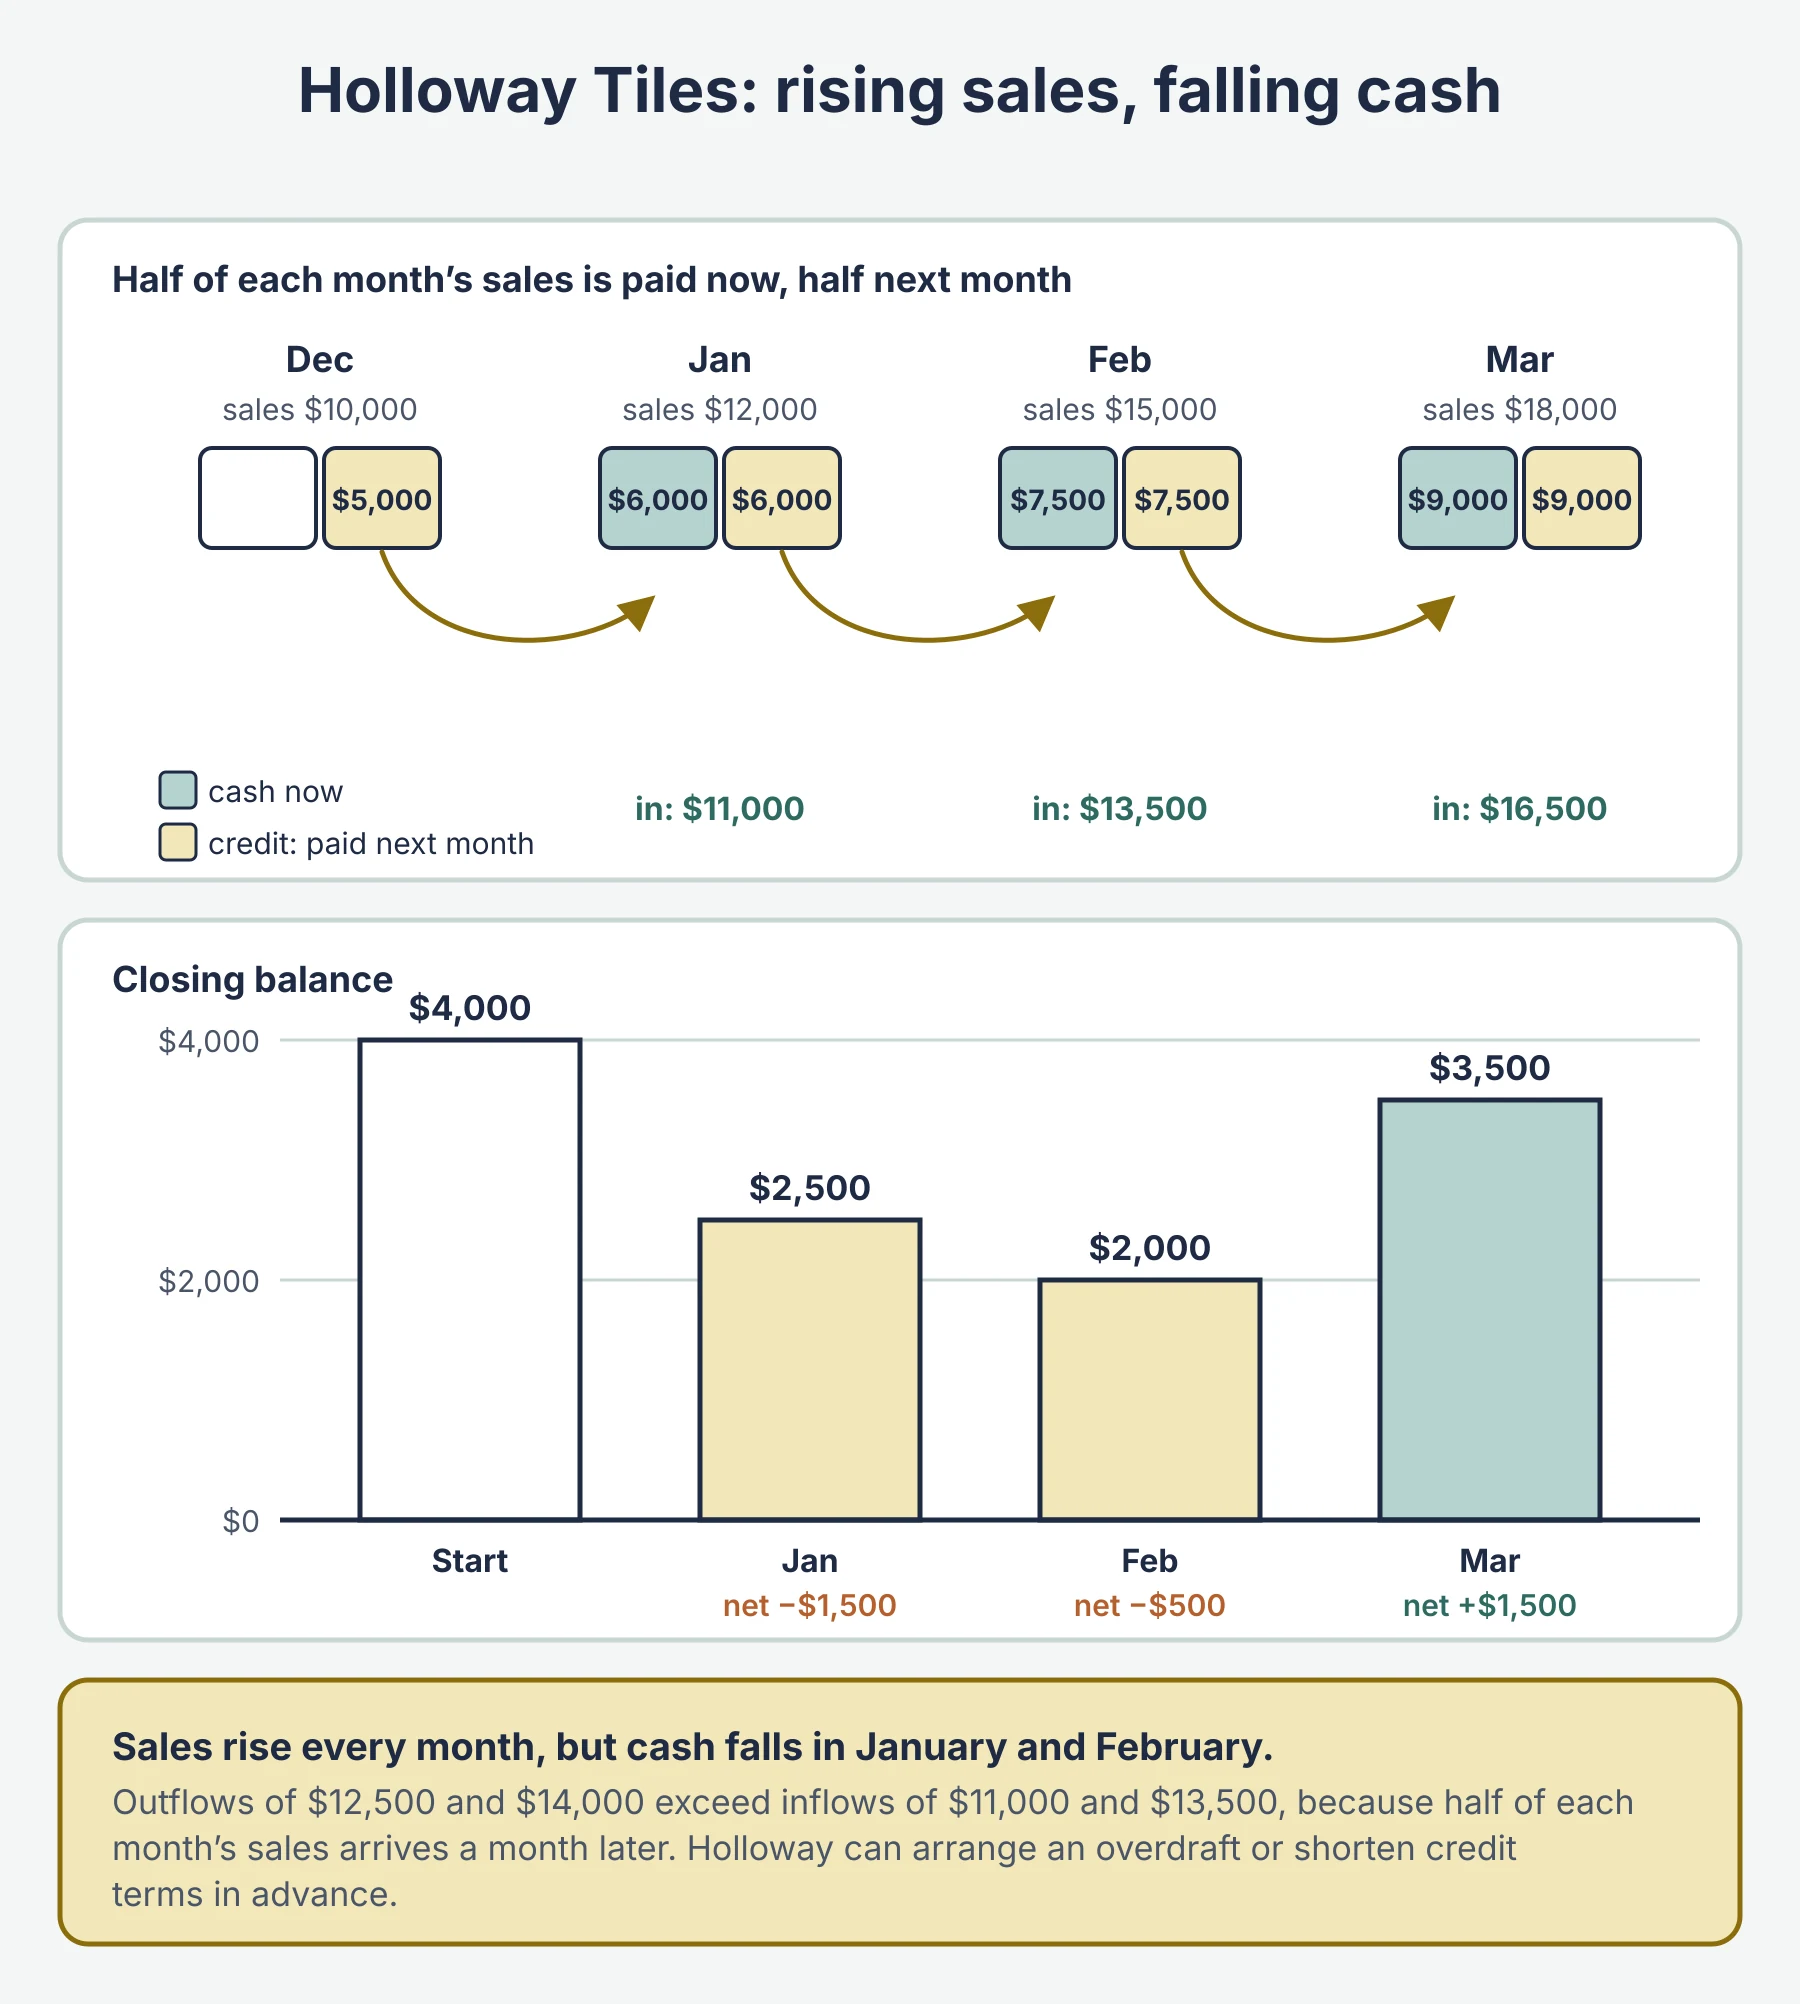 Holloway Tiles: rising sales, falling cash
Half of each month’s sales is paid now, half next month
Dec
Jan
Feb
Mar
sales $10,000
sales $12,000
sales $15,000
sales $18,000
$5,000
$6,000
$6,000
$7,500
$7,500
$9,000
$9,000
cash now
credit: paid next month
in: $11,000
in: $13,500
in: $16,500
Closing balance
$4,000
$4,000
$3,500
$2,500
$2,000
$2,000
$0
Start
Jan
Feb
Mar
net −$1,500
net −$500
net +$1,500
Sales rise every month, but cash falls in January and February.
Outflows of $12,500 and $14,000 exceed inflows of $11,000 and $13,500, because half of each
month’s sales arrives a month later. Holloway can arrange an overdraft or shorten credit
terms in advance.